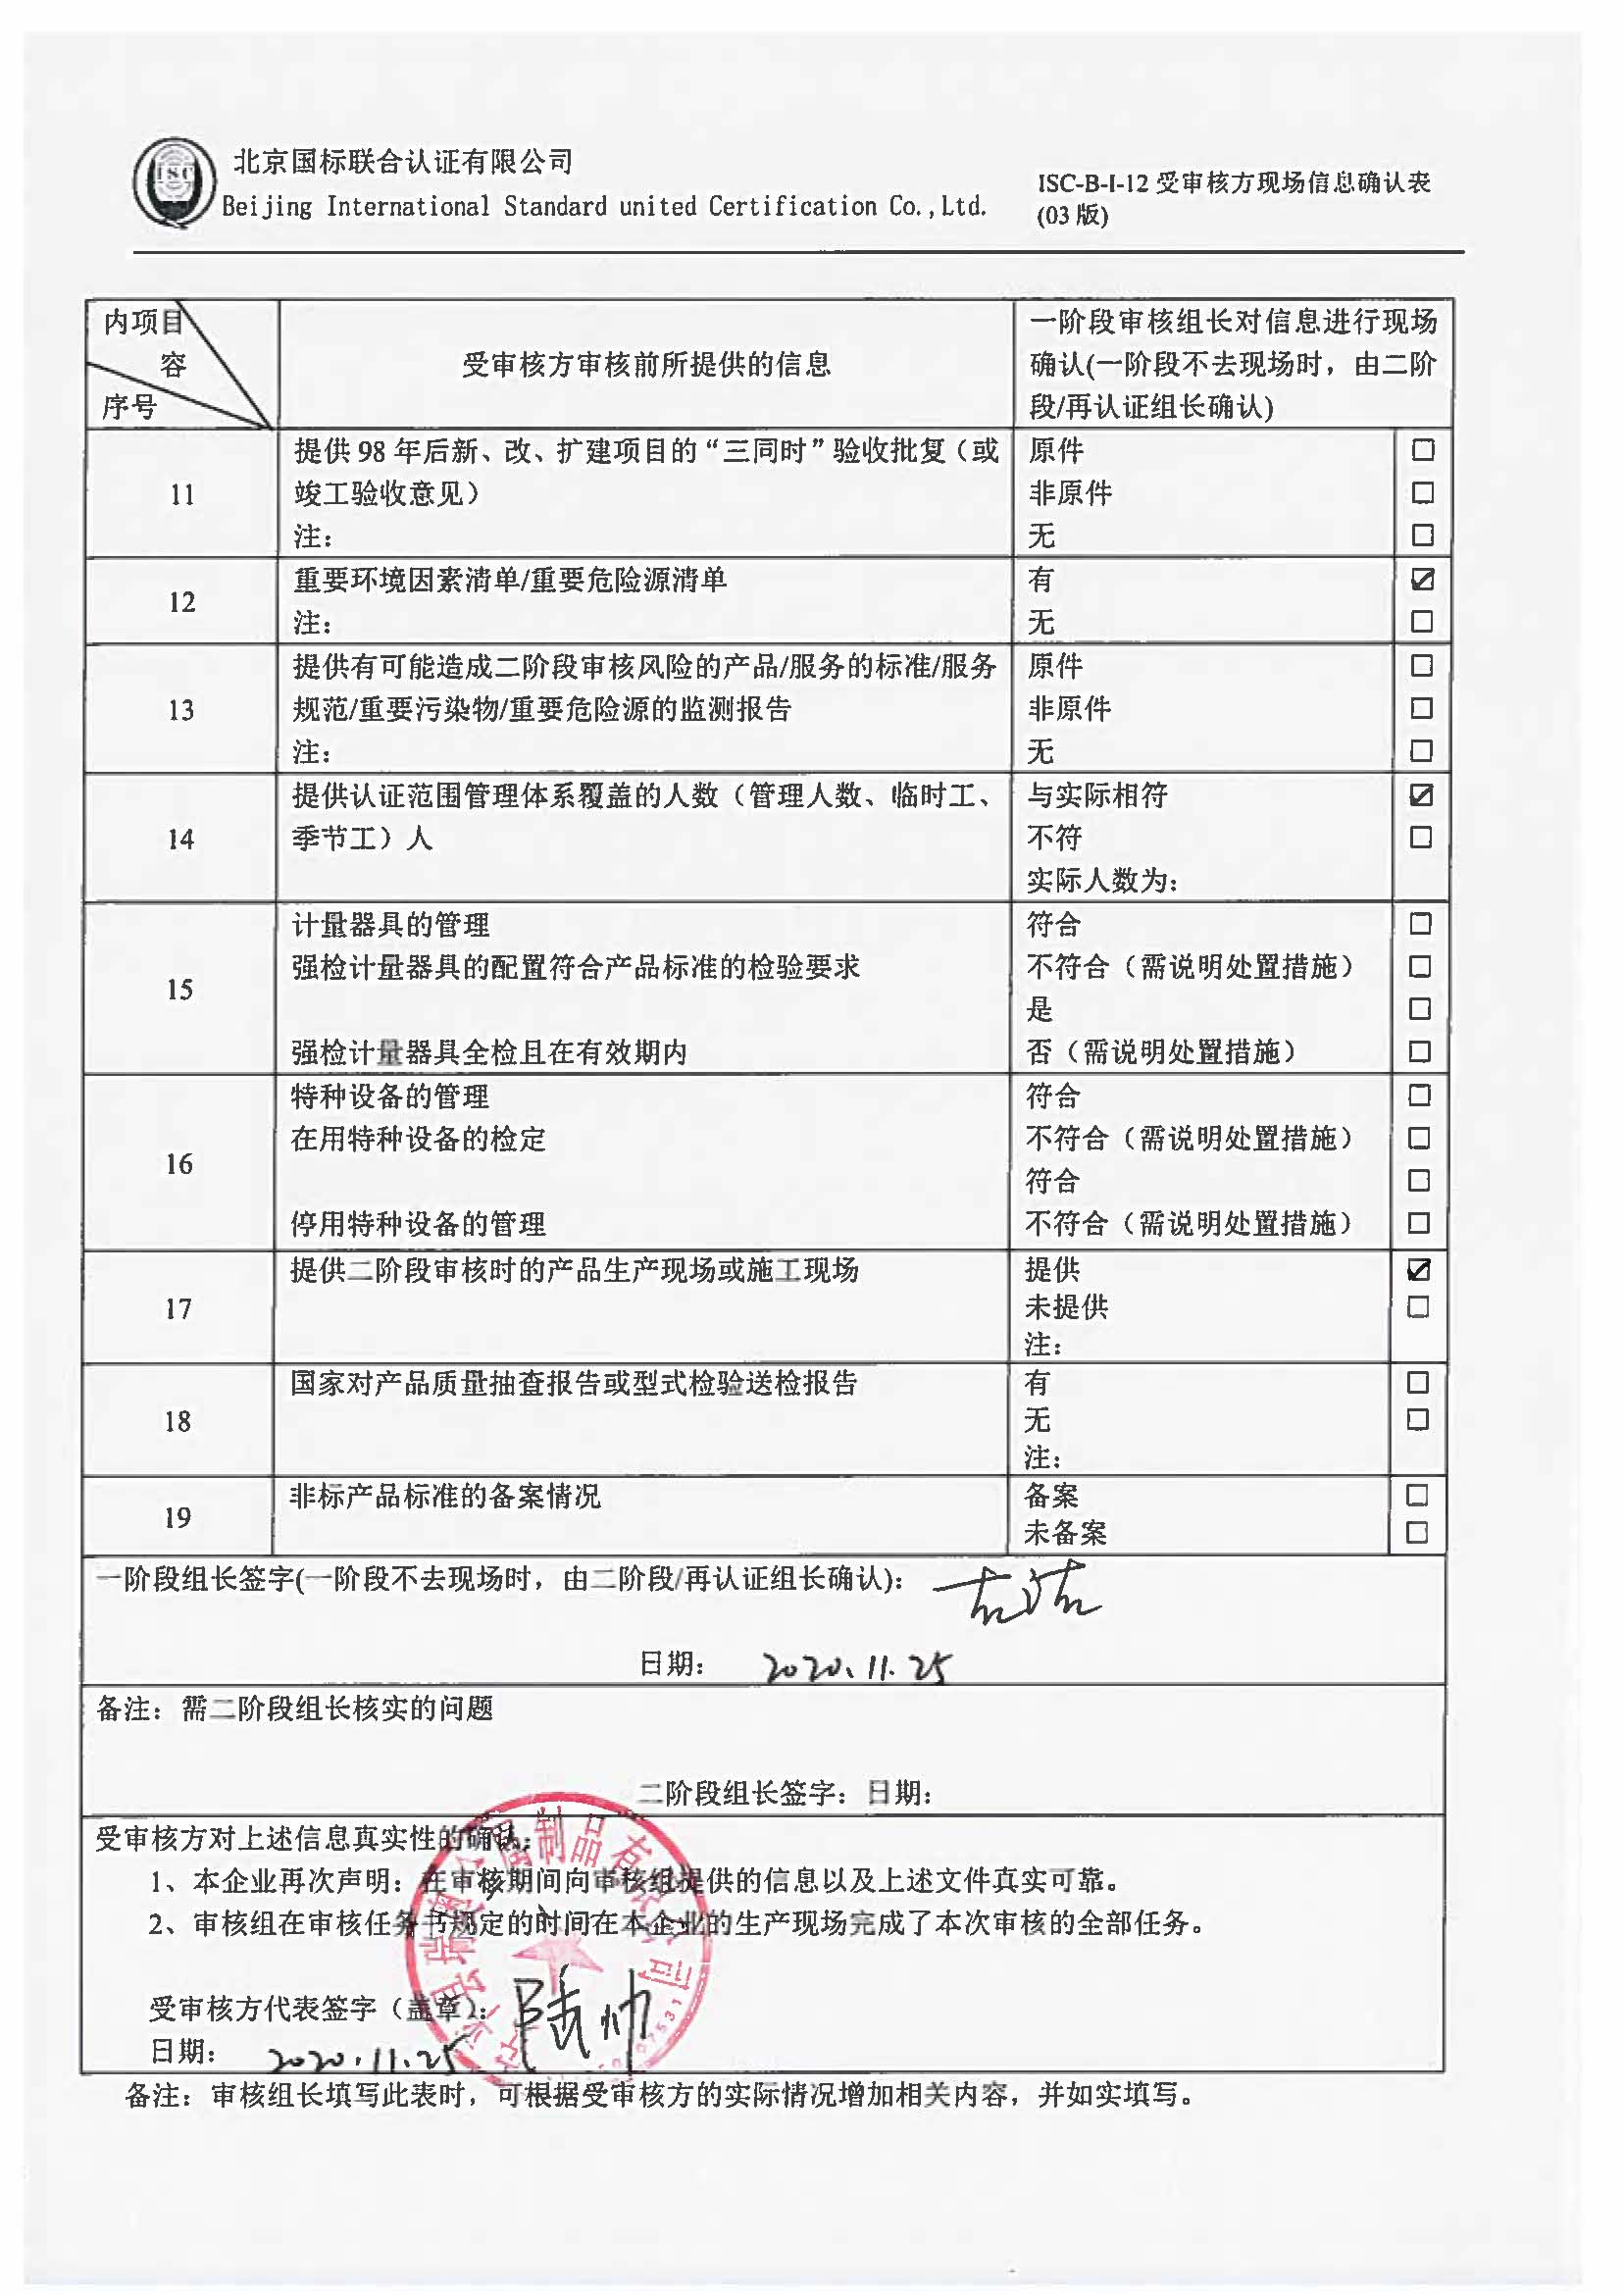 ISC
北京国标联合认证有限公司
Beijing International Standard united Certification Co.,Ltd.
ISC-B-I-12 受审核方现场信息确认表
(03 版)
内项目
容
序号
受审核方审核前所提供的信息
一阶段审核组长对信息进行现场
确认(一阶段不去现场时，由二阶
段/再认证组长确认)
11
提供 98 年后新、改、扩建项目的“三同时”验收批复（或
竣工验收意见）
注：
原件 □
非原件 □
无 □
12
重要环境因素清单/重要危险源清单
注：
有 ☑
无 □
13
提供有可能造成二阶段审核风险的产品/服务的标准/服务
规范/重要污染物/重要危险源的监测报告
注：
原件 □
非原件 □
无 □
14
提供认证范围管理体系覆盖的人数（管理人数、临时工、
季节工）人
与实际相符 ☑
不符 □
实际人数为：
15
计量器具的管理
强检计量器具的配置符合产品标准的检验要求
强检计量器具全检且在有效期内
符合 □
不符合（需说明处置措施） □
是 □
否（需说明处置措施） □
16
特种设备的管理
在用特种设备的检定
停用特种设备的管理
符合 □
不符合（需说明处置措施） □
符合 □
不符合（需说明处置措施） □
17
提供二阶段审核时的产品生产现场或施工现场
提供 ☑
未提供 □
注：
18
国家对产品质量抽查报告或型式检验送检报告
有 □
无 □
注：
19
非标产品标准的备案情况
备案 □
未备案 □
一阶段组长签字(一阶段不去现场时，由二阶段/再认证组长确认)：
日期： 2020.11.25
备注：需二阶段组长核实的问题
二阶段组长签字：日期：
受审核方对上述信息真实性的确认：
1、本企业再次声明：在审核期间向审核组提供的信息以及上述文件真实可靠。
2、审核组在审核任务书规定的时间在本企业的生产现场完成了本次审核的全部任务。
受审核方代表签字（盖章）： 陆帅
日期： 2020.11.25
备注：审核组长填写此表时，可根据受审核方的实际情况增加相关内容，并如实填写。